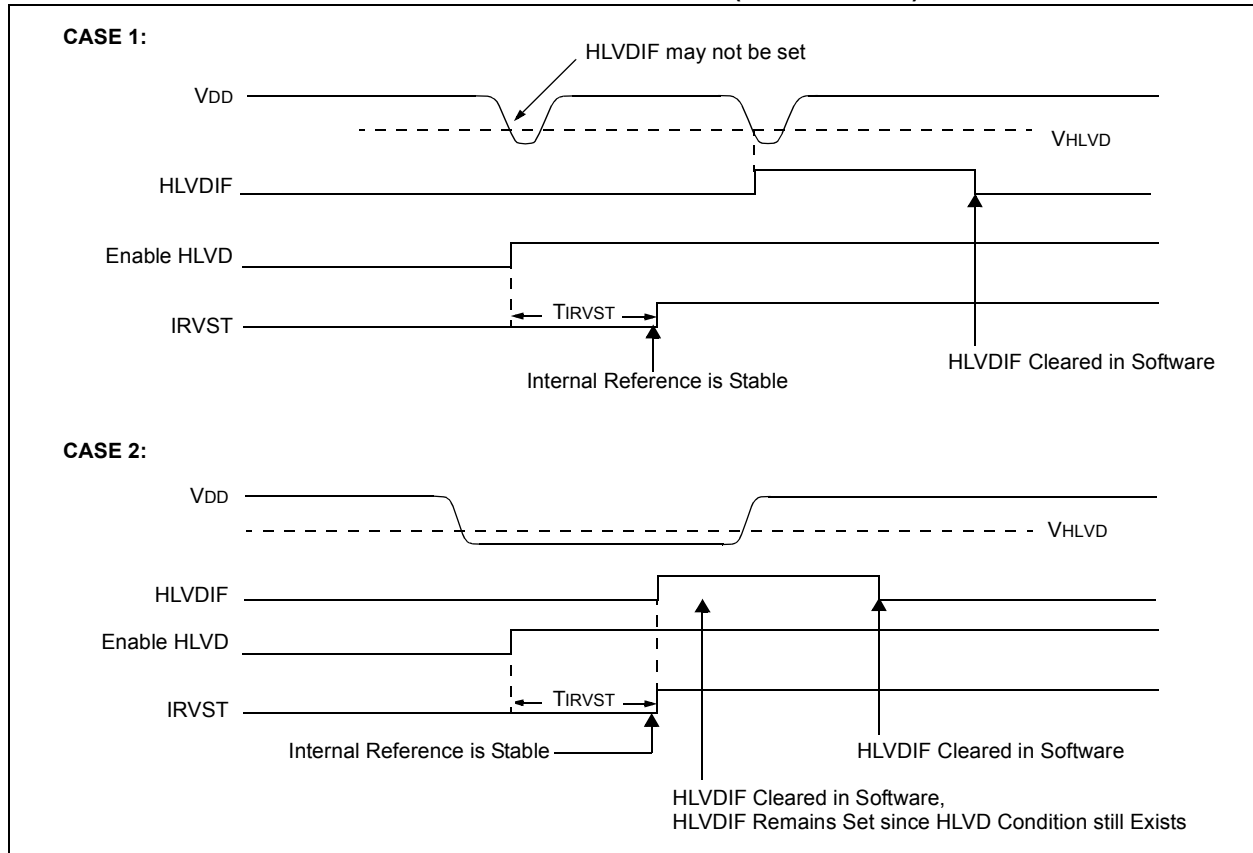 CASE 1:
HLVDIF may not be set
VDD
VHLVD
HLVDIF
Enable HLVD
TIRVST
IRVST
HLVDIF Cleared in Software
Internal Reference is Stable
CASE 2:
VDD
VHLVD
HLVDIF
Enable HLVD
TIRVST
IRVST
Internal Reference is Stable
HLVDIF Cleared in Software
HLVDIF Cleared in Software,
HLVDIF Remains Set since HLVD Condition still Exists